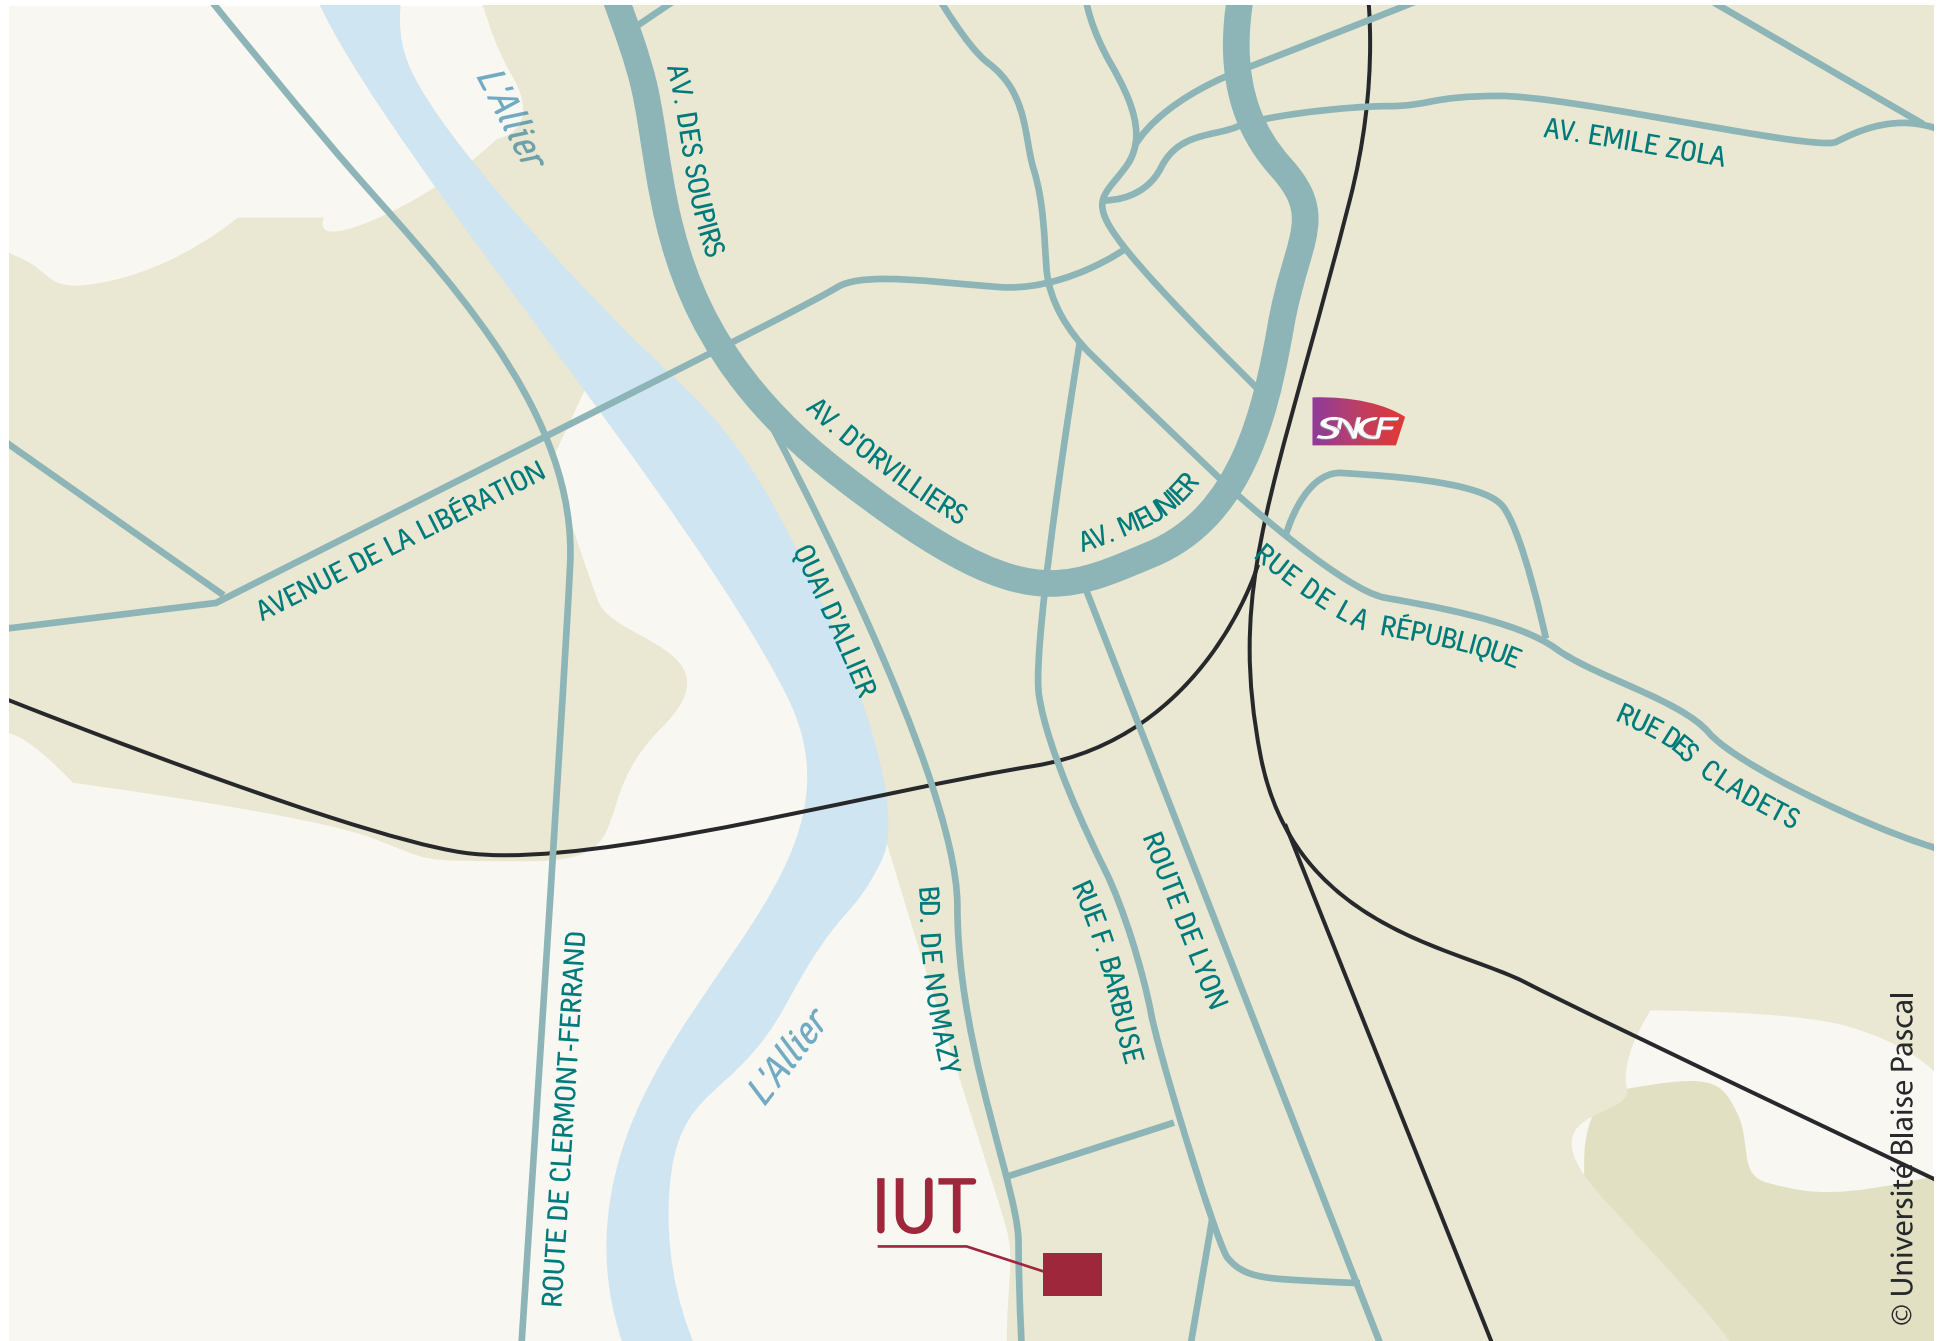 L'Allier
AV. DES SOUPIRS
AV. EMILE ZOLA
AV. D'ORVILLIERS
SNCF
AV. MEUNIER
AVENUE DE LA LIBÉRATION
QUAI D'ALLIER
RUE DE LA RÉPUBLIQUE
RUE DES CLADETS
ROUTE DE LYON
RUE F. BARBUSE
BD. DE NOMAZY
ROUTE DE CLERMONT-FERRAND
L'Allier
IUT
© Université Blaise Pascal